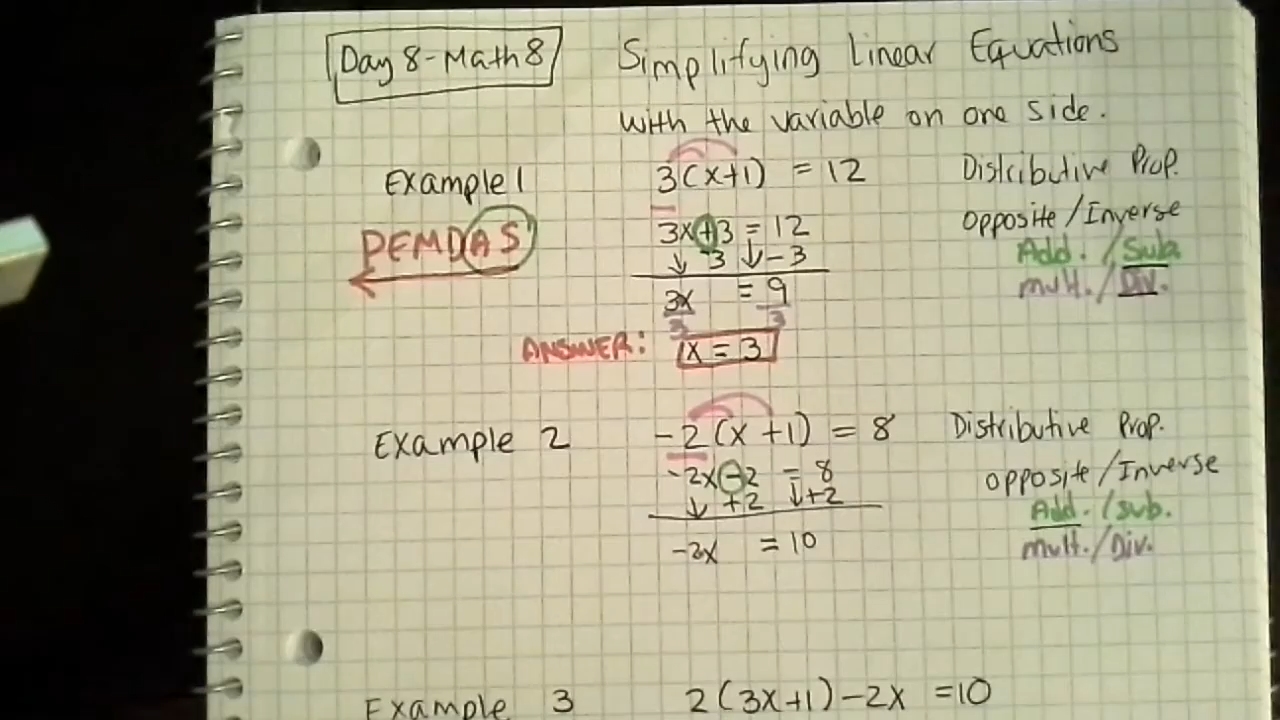 Day 8 - Math 8
Simplifying Linear Equations
with the variable on one side.
Example 1
3(x+1) = 12
Distributive Prop.
PEMDAS
3x+3 = 12
opposite/Inverse
-3 -3
Add. / Sub.
3x = 9
mult./Div.
3 3
ANSWER: x = 3
Example 2
-2(x+1) = 8
Distributive Prop.
-2x-2 = 8
opposite/Inverse
+2 +2
Add. / Sub.
-2x = 10
mult./Div.
Example 3
2(3x+1)-2x =10